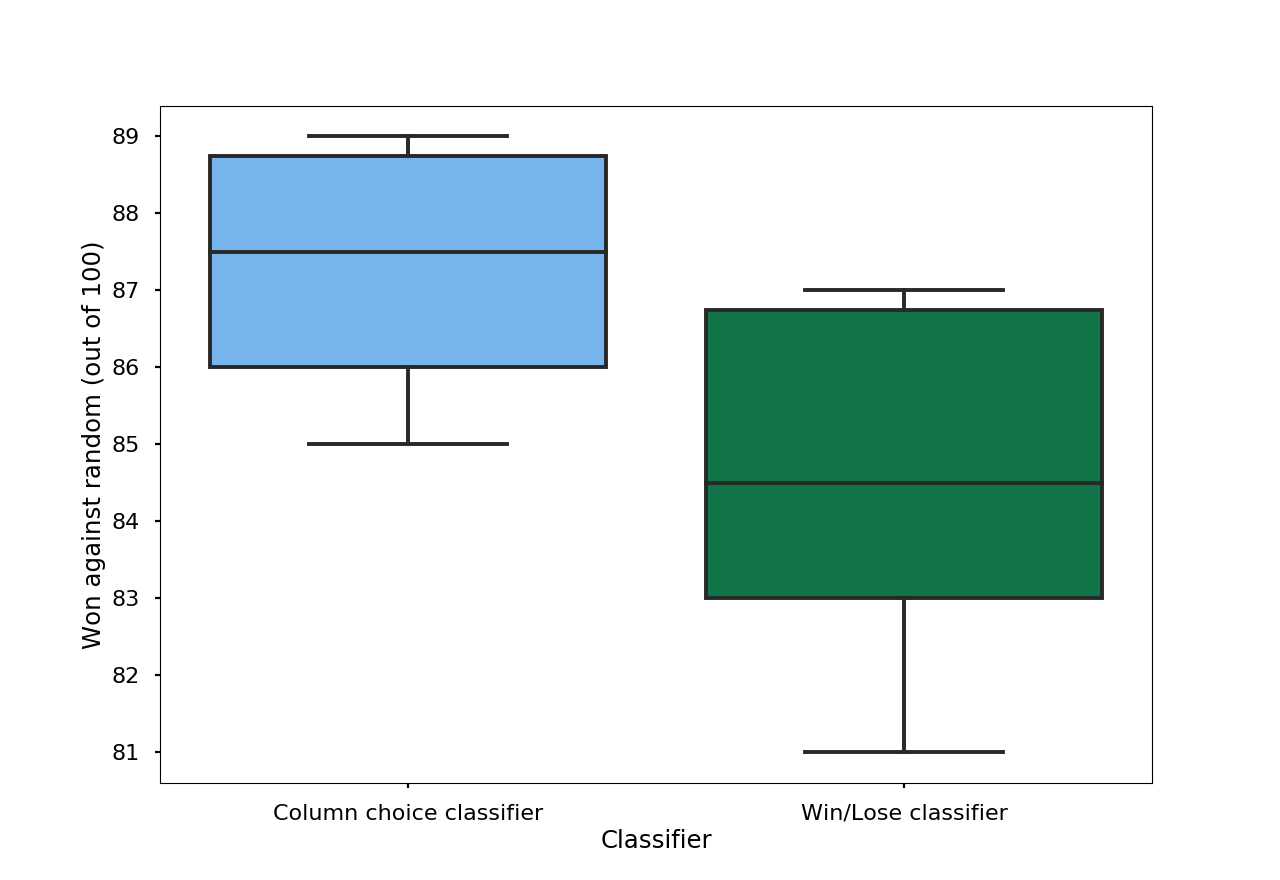 Won against random (out of 100)
89
88
87
86
85
84
83
82
81
Column choice classifier
Win/Lose classifier
Classifier